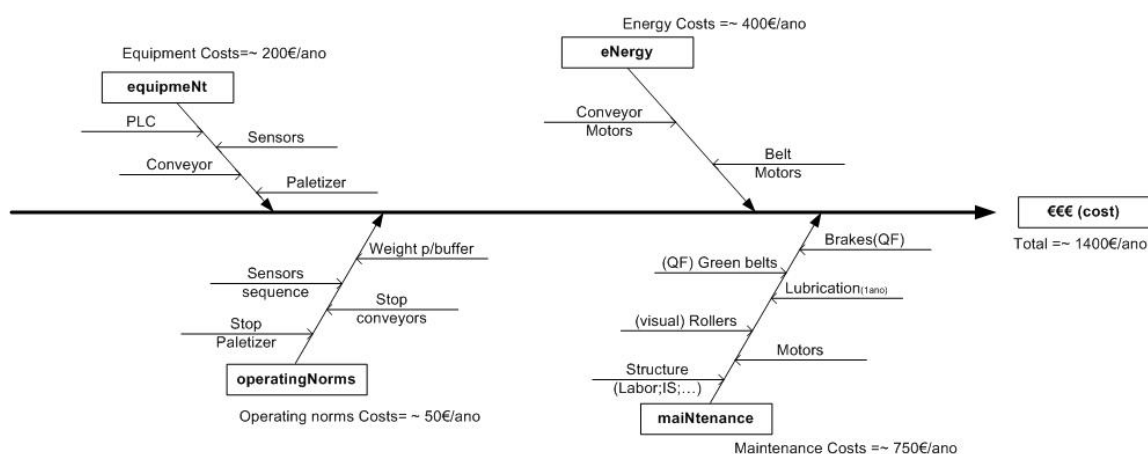 Energy Costs =~ 400€/ano
eNergy
Equipment Costs=~ 200€/ano
equipmeNt
PLC
Sensors
Conveyor
Paletizer
Conveyor
Motors
Belt
Motors
€€€ (cost)
Total =~ 1400€/ano
Weight p/buffer
Sensors
sequence
Stop
conveyors
Stop
Paletizer
operatingNorms
Operating norms Costs= ~ 50€/ano
Brakes(QF)
(QF) Green belts
Lubrication(1ano)
(visual) Rollers
Motors
Structure
(Labor;IS;…)
maiNtenance
Maintenance Costs =~ 750€/ano